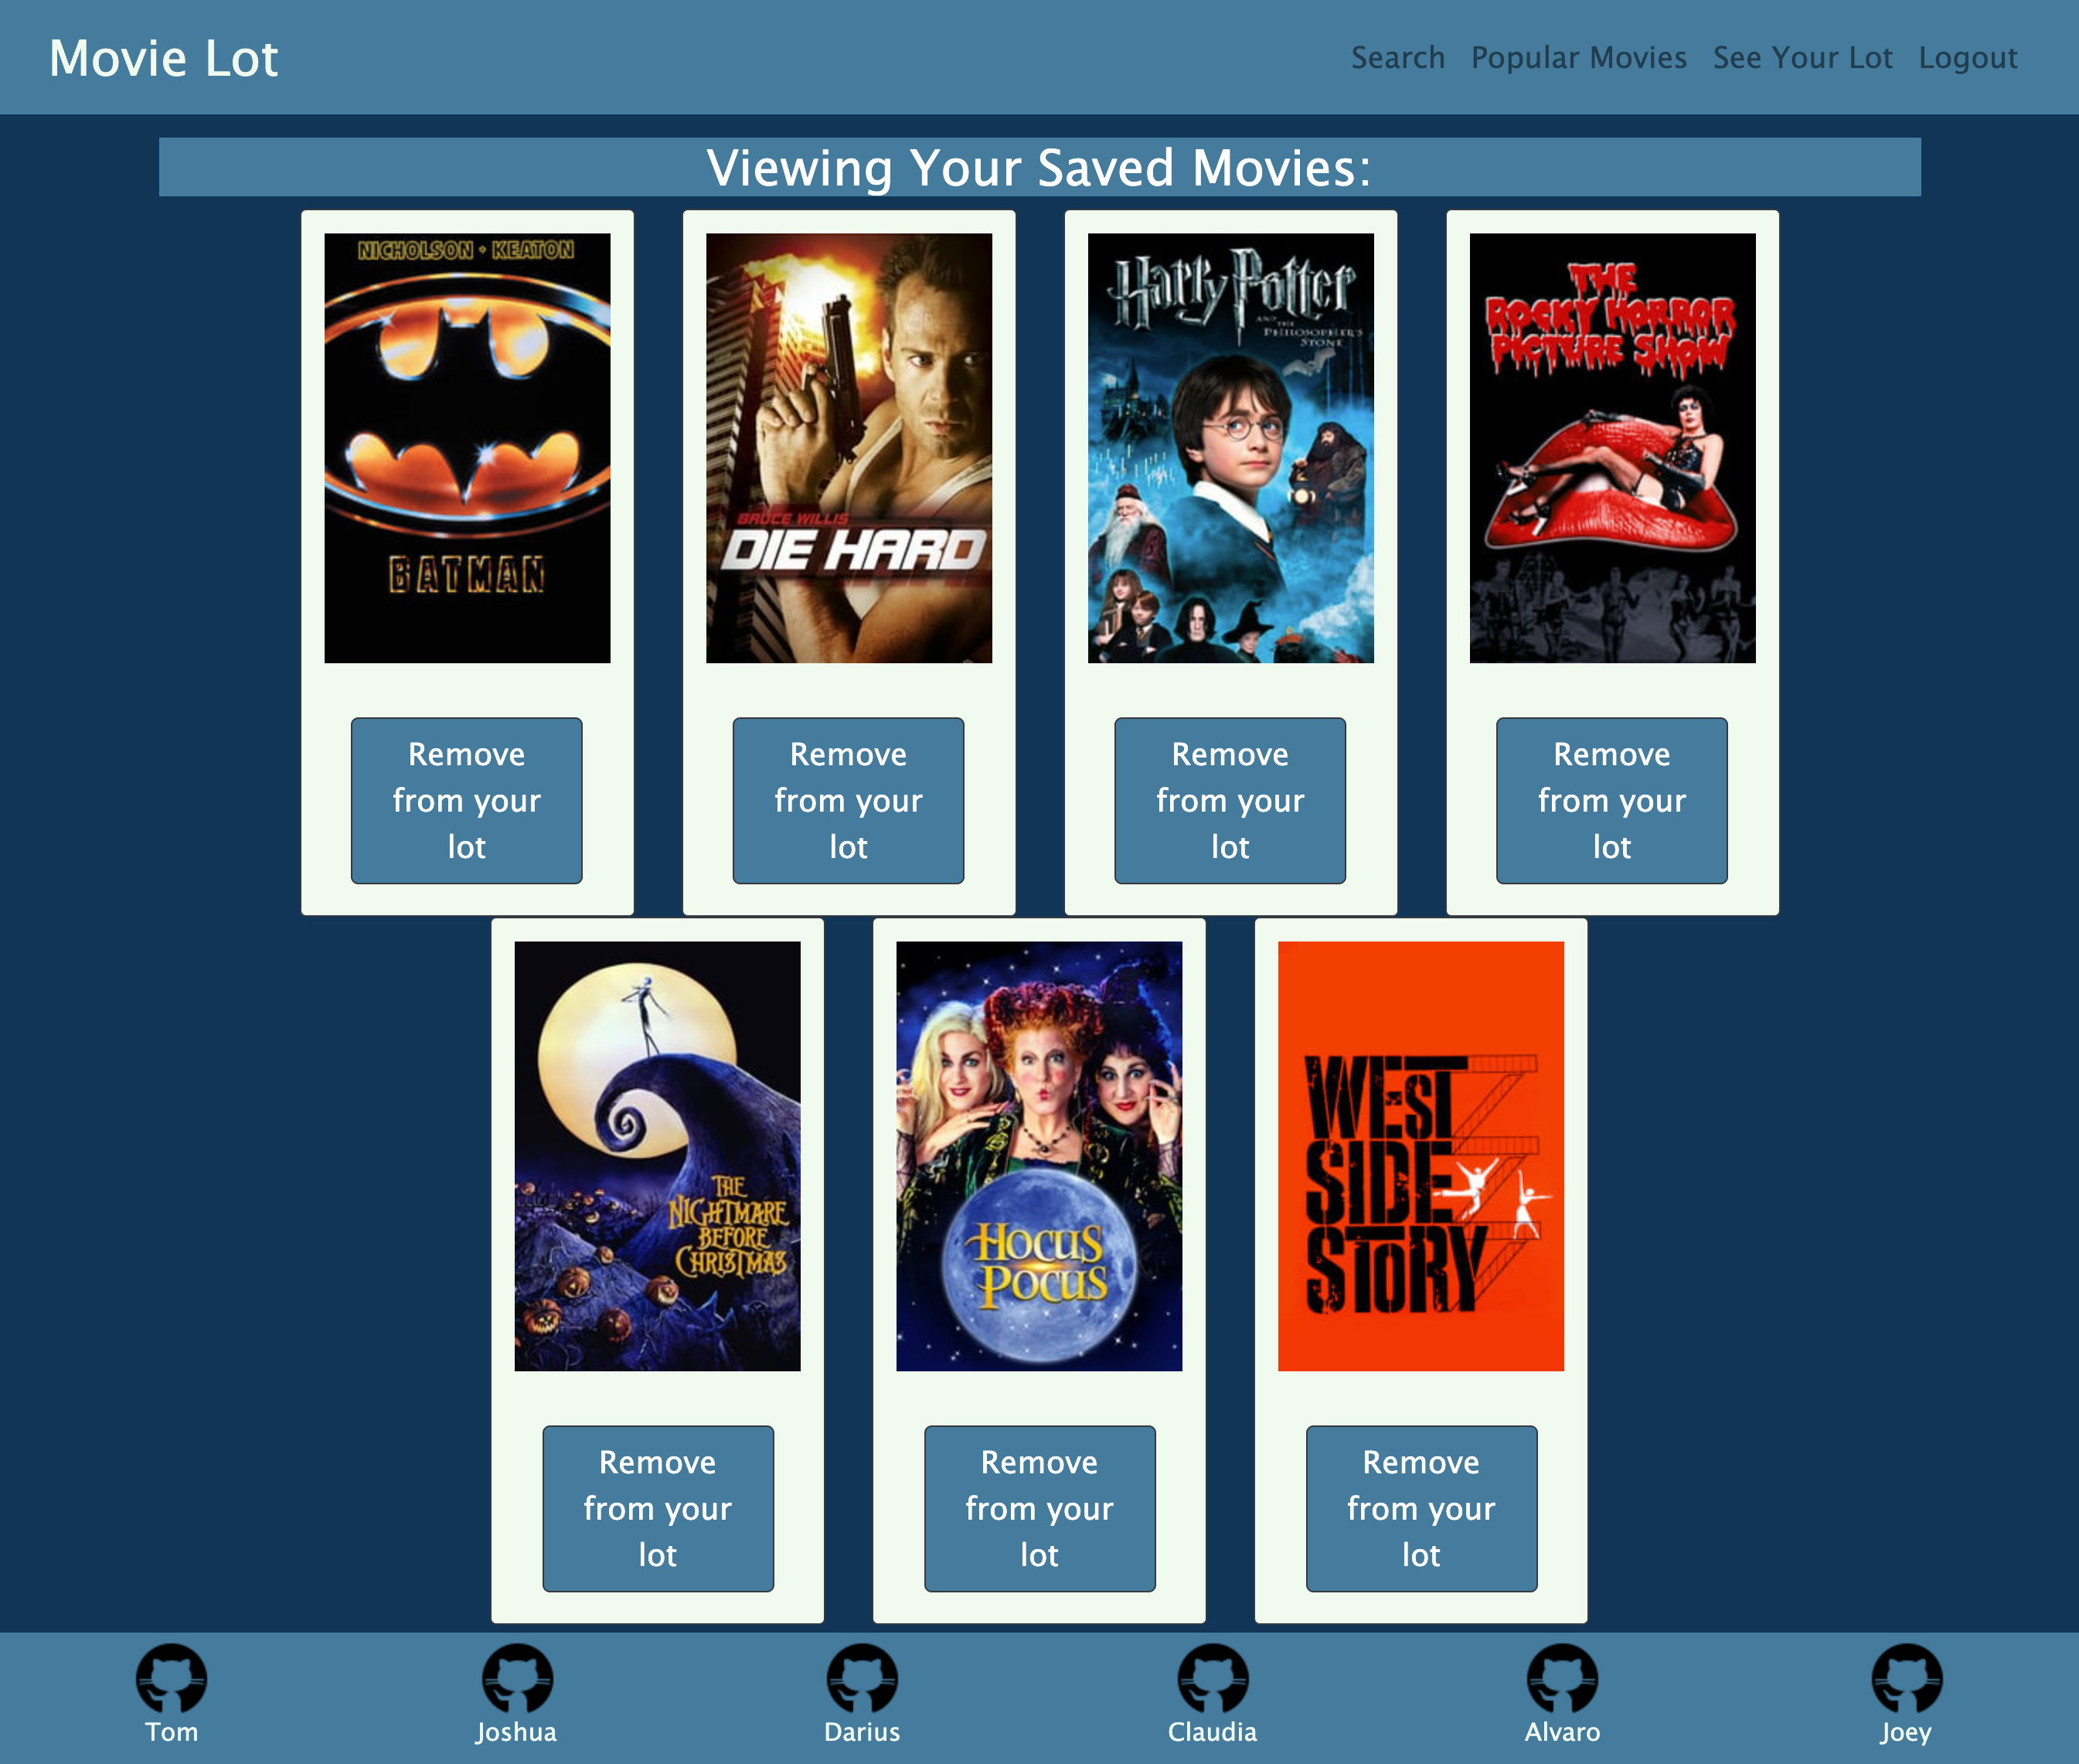 Movie Lot
Search Popular Movies See Your Lot Logout
Viewing Your Saved Movies:
NICHOLSON • KEATON
BATMAN
BRUCE WILLIS
DIE HARD
Harry Potter
AND THE
PHILOSOPHER'S
STONE
THE
ROCKY HORROR
PICTURE SHOW
Remove
from your
lot
Remove
from your
lot
Remove
from your
lot
Remove
from your
lot
THE
NIGHTMARE
BEFORE
CHRISTMAS
HOCUS
POCUS
WEST
SIDE
STORY
Remove
from your
lot
Remove
from your
lot
Remove
from your
lot
Tom
Joshua
Darius
Claudia
Alvaro
Joey